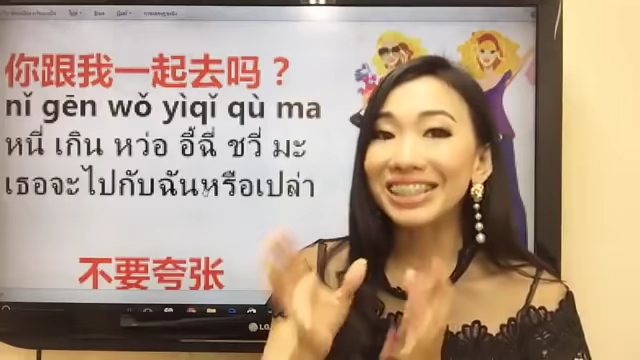 你跟我一起去吗？
nǐ gēn wǒ yìqǐ qù ma
หนี่ เกิน หว่อ อี้ฉี่ ชวี่ มะ
เธอจะไปกับฉันหรือเปล่า
不要夸张
LG